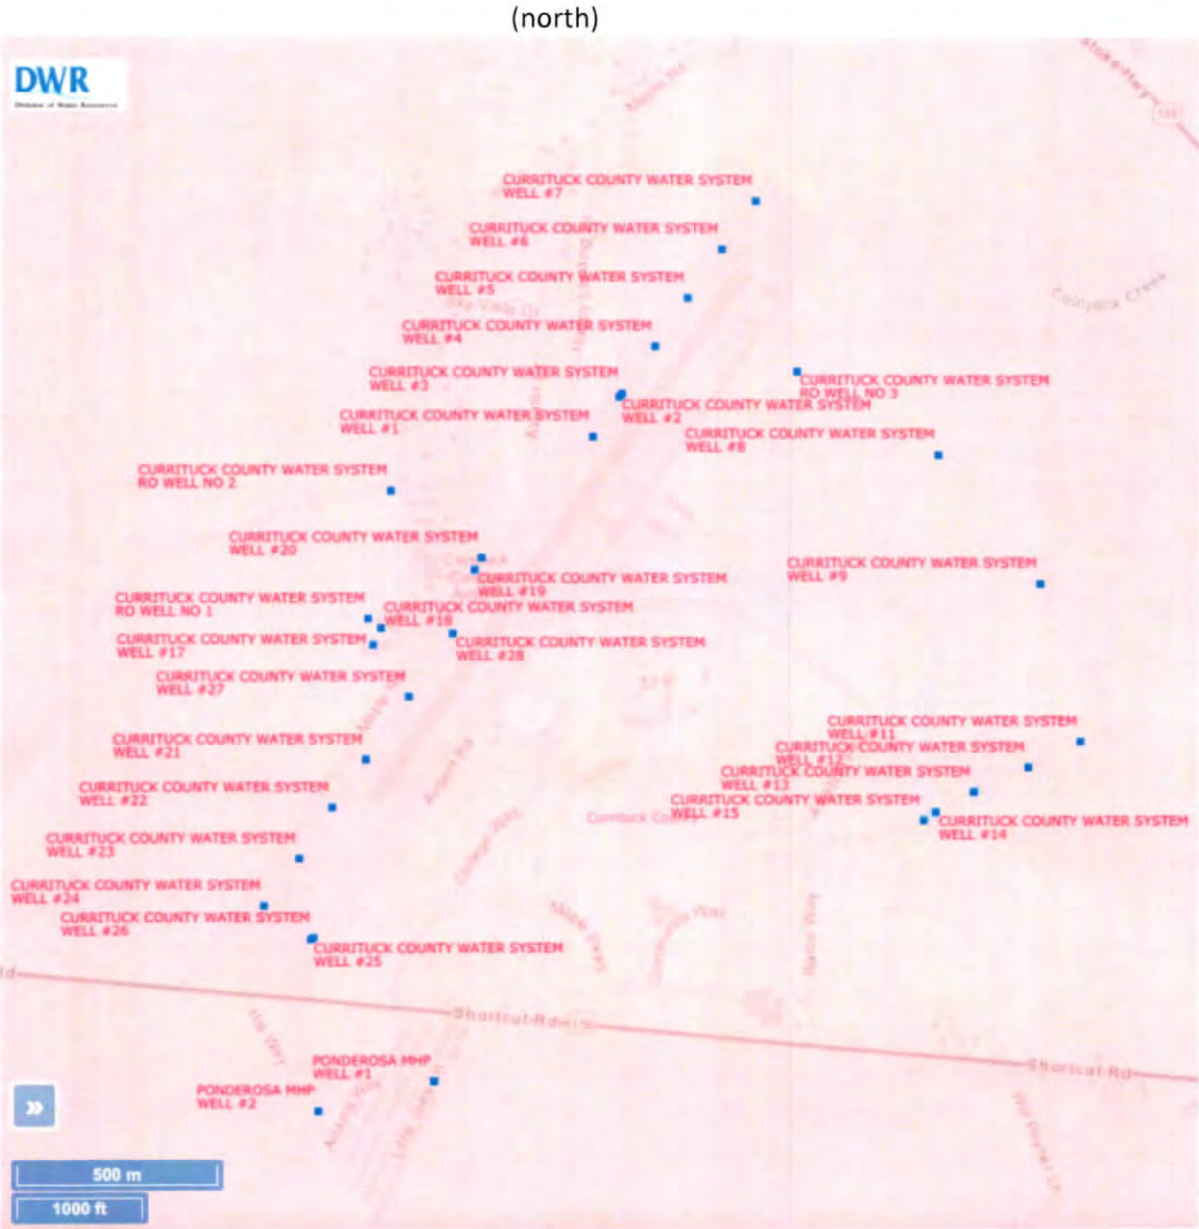 (north)
DWR
Division of Water Resources
CURRITUCK COUNTY WATER SYSTEM
WELL #7
CURRITUCK COUNTY WATER SYSTEM
WELL #6
CURRITUCK COUNTY WATER SYSTEM
WELL #5
CURRITUCK COUNTY WATER SYSTEM
WELL #4
Coinjock Creek
CURRITUCK COUNTY WATER SYSTEM
WELL #3
CURRITUCK COUNTY WATER SYSTEM
RO WELL NO 3
CURRITUCK COUNTY WATER SYSTEM
WELL #2
CURRITUCK COUNTY WATER SYSTEM
WELL #1
CURRITUCK COUNTY WATER SYSTEM
WELL #8
CURRITUCK COUNTY WATER SYSTEM
RO WELL NO 2
CURRITUCK COUNTY WATER SYSTEM
WELL #20
CURRITUCK COUNTY WATER SYSTEM
WELL #19
CURRITUCK COUNTY WATER SYSTEM
WELL #9
CURRITUCK COUNTY WATER SYSTEM
RO WELL NO 1
CURRITUCK COUNTY WATER SYSTEM
WELL #18
CURRITUCK COUNTY WATER SYSTEM
WELL #17
CURRITUCK COUNTY WATER SYSTEM
WELL #28
CURRITUCK COUNTY WATER SYSTEM
WELL #27
CURRITUCK COUNTY WATER SYSTEM
WELL #21
Airport Rd
CURRITUCK COUNTY WATER SYSTEM
WELL #11
CURRITUCK COUNTY WATER SYSTEM
WELL #12
CURRITUCK COUNTY WATER SYSTEM
WELL #13
CURRITUCK COUNTY WATER SYSTEM
WELL #15
CURRITUCK COUNTY WATER SYSTEM
WELL #14
CURRITUCK COUNTY WATER SYSTEM
WELL #22
CURRITUCK COUNTY WATER SYSTEM
WELL #23
CURRITUCK COUNTY WATER SYSTEM
WELL #24
CURRITUCK COUNTY WATER SYSTEM
WELL #26
CURRITUCK COUNTY WATER SYSTEM
WELL #25
Shortcut Rd
Shortcut Rd
PONDEROSA MHP
WELL #1
PONDEROSA MHP
WELL #2
»
500 m
1000 ft